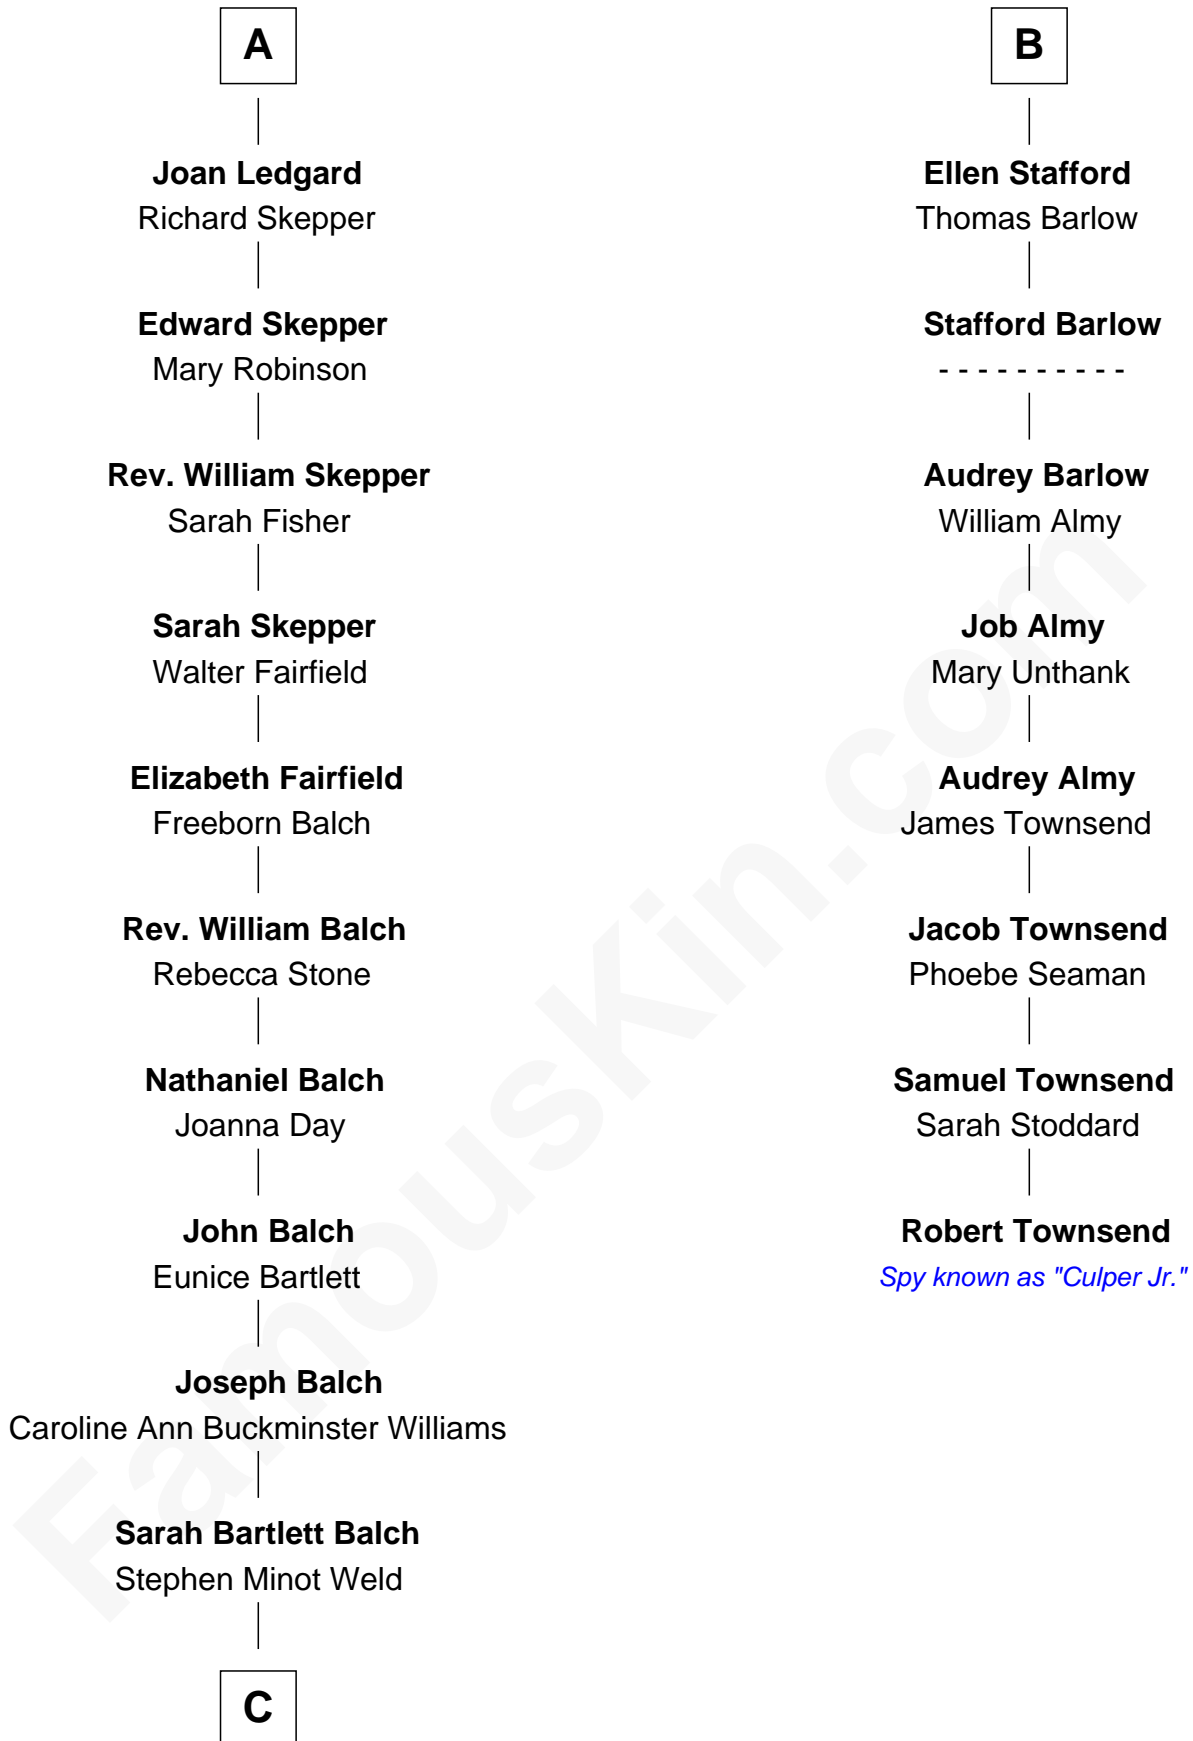 A
Joan Ledgard
Richard Skepper
Edward Skepper
Mary Robinson
Rev. William Skepper
Sarah Fisher
Sarah Skepper
Walter Fairfield
Elizabeth Fairfield
Freeborn Balch
Rev. William Balch
Rebecca Stone
Nathaniel Balch
Joanna Day
John Balch
Eunice Bartlett
Joseph Balch
Caroline Ann Buckminster Williams
Sarah Bartlett Balch
Stephen Minot Weld
C
B
Ellen Stafford
Thomas Barlow
Stafford Barlow
- - - - - - - - - -
Audrey Barlow
William Almy
Job Almy
Mary Unthank
Audrey Almy
James Townsend
Jacob Townsend
Phoebe Seaman
Samuel Townsend
Sarah Stoddard
Robert Townsend
Spy known as "Culper Jr."
FamousKin.com